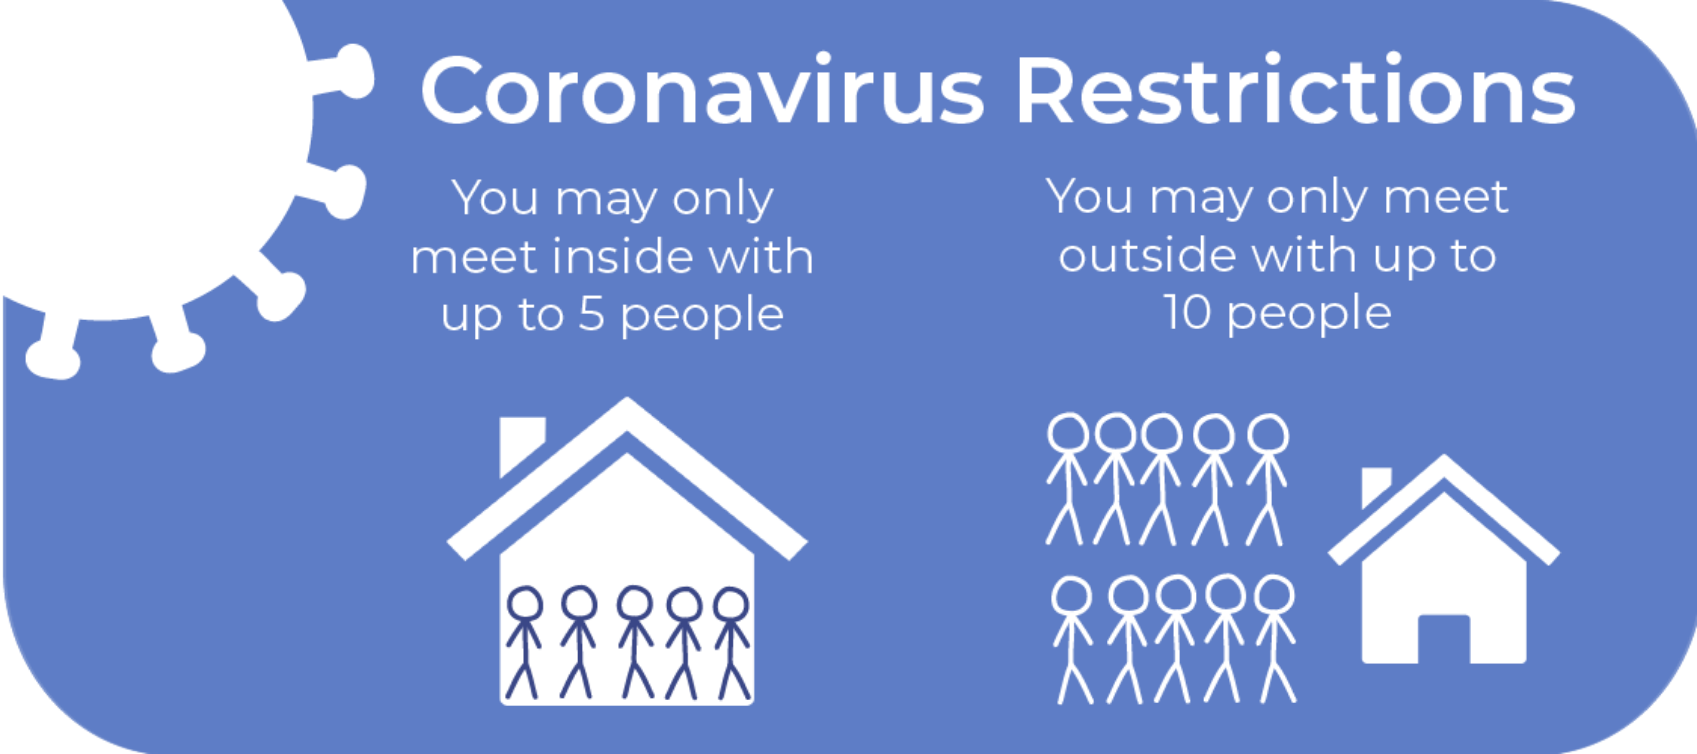 Coronavirus Restrictions
You may only
meet inside with
up to 5 people
You may only meet
outside with up to
10 people